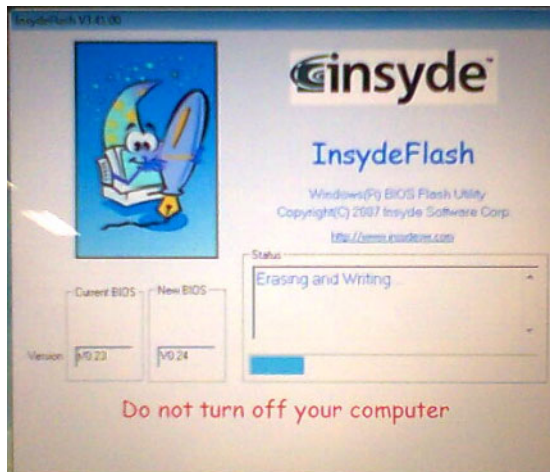 InsydeFlash V3.41.00
insyde
InsydeFlash
Windows(R) BIOS Flash Utility
Copyright(C) 2007 Insyde Software Corp
http://www.insydesw.com
Status
Erasing and Writing
Current BIOS
New BIOS
Version
V0.23
V0.24
Do not turn off your computer